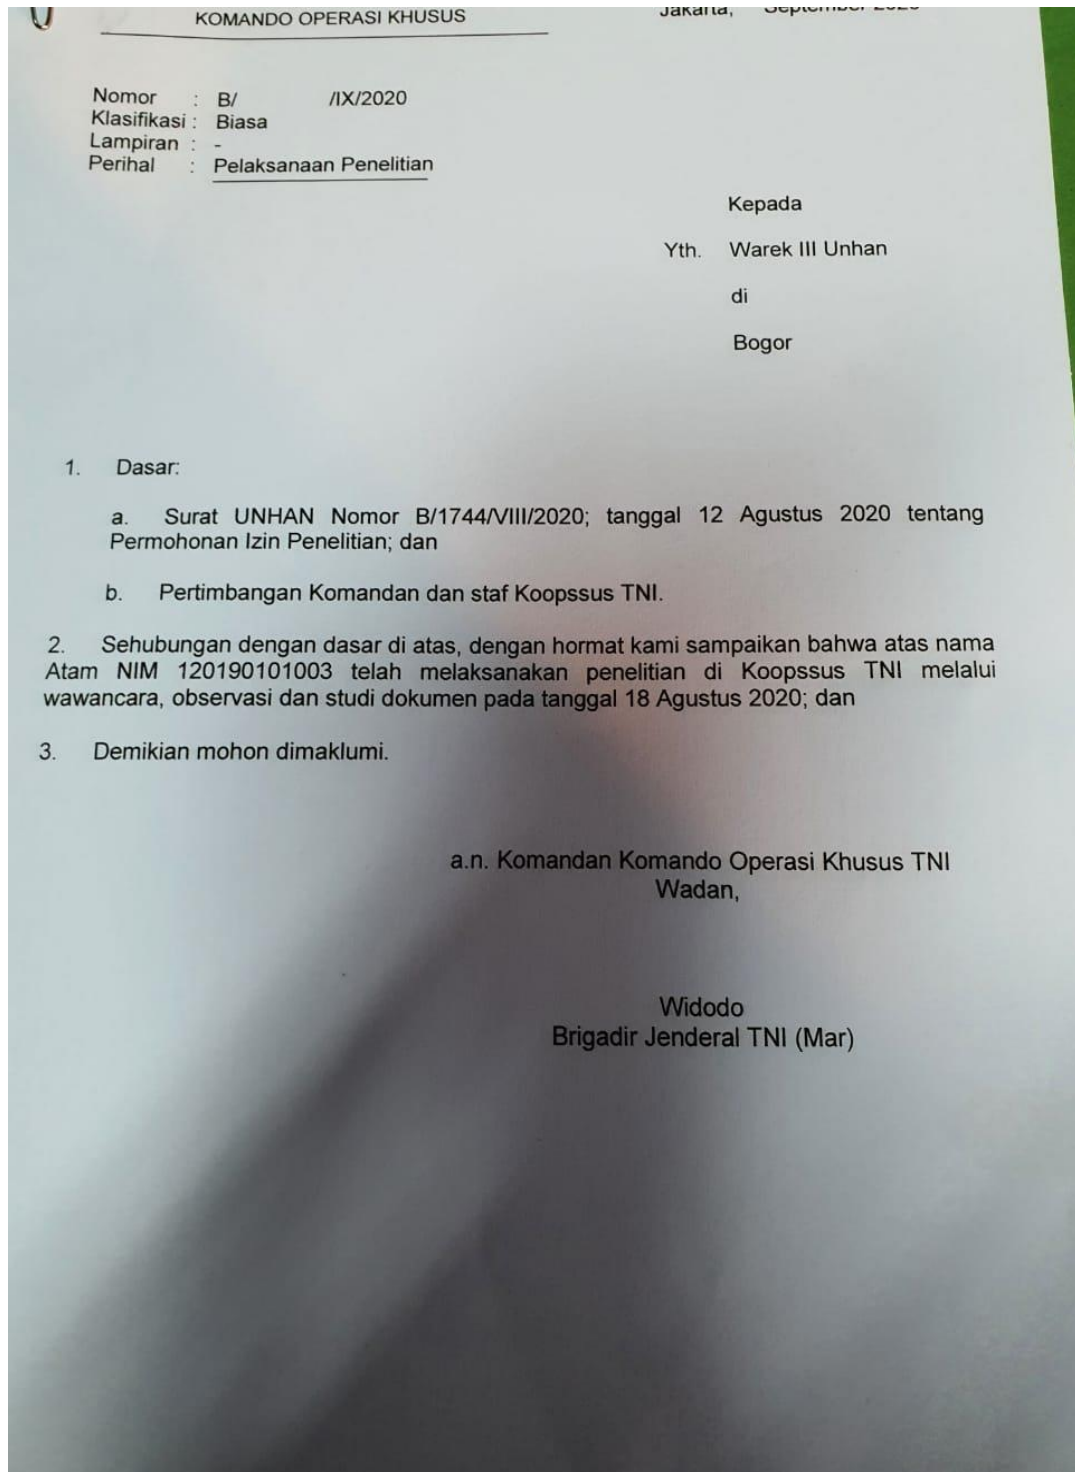 KOMANDO OPERASI KHUSUS
Jakarta, September 2020
Nomor : B/ /IX/2020
Klasifikasi : Biasa
Lampiran : -
Perihal : Pelaksanaan Penelitian
Kepada
Yth. Warek III Unhan
di
Bogor
1. Dasar:
a. Surat UNHAN Nomor B/1744/VIII/2020; tanggal 12 Agustus 2020 tentang
Permohonan Izin Penelitian; dan
b. Pertimbangan Komandan dan staf Koopssus TNI.
2. Sehubungan dengan dasar di atas, dengan hormat kami sampaikan bahwa atas nama
Atam NIM 120190101003 telah melaksanakan penelitian di Koopssus TNI melalui
wawancara, observasi dan studi dokumen pada tanggal 18 Agustus 2020; dan
3. Demikian mohon dimaklumi.
a.n. Komandan Komando Operasi Khusus TNI
Wadan,
Widodo
Brigadir Jenderal TNI (Mar)